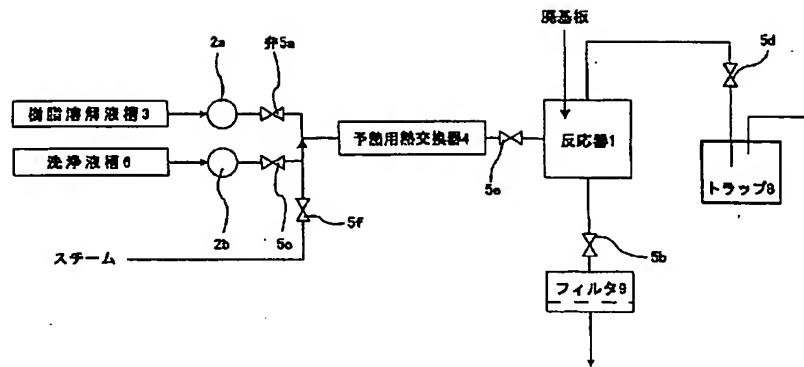 廃基板
2a
弁5a
5d
樹脂溶解液槽3
予熱用熱交換器4
反応器1
洗浄液槽6
5e
トラップ8
2b
5c
5f
5b
スチーム
フィルタ9